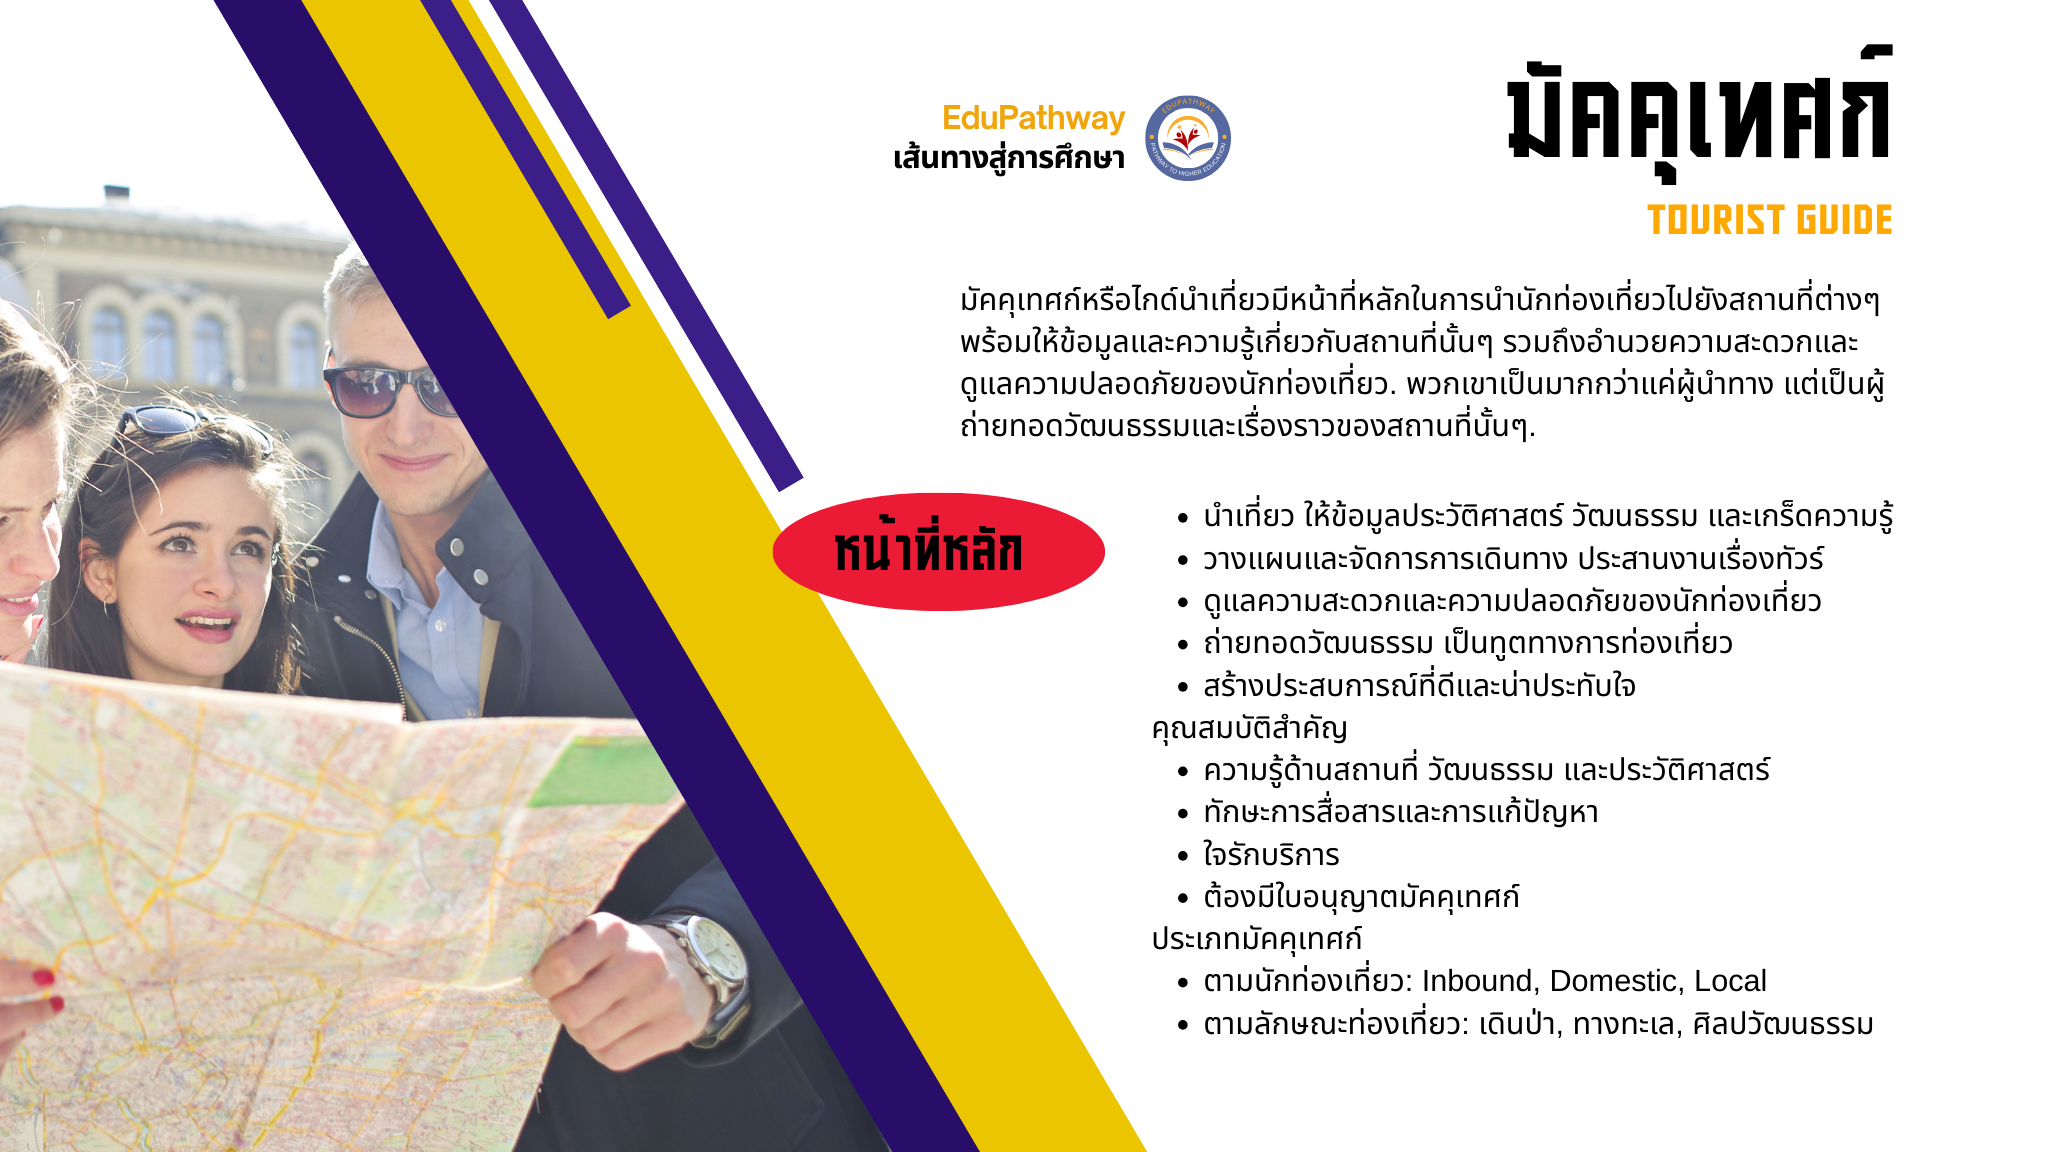 EduPathway
เส้นทางสู่การศึกษา
EDUPATHWAY
PATHWAY TO HIGHER EDUCATION
มัคคุเทศก์
TOURIST GUIDE
มัคคุเทศก์หรือไกด์นำเที่ยวมีหน้าที่หลักในการนำนักท่องเที่ยวไปยังสถานที่ต่างๆ
พร้อมให้ข้อมูลและความรู้เกี่ยวกับสถานที่นั้นๆ รวมถึงอำนวยความสะดวกและ
ดูแลความปลอดภัยของนักท่องเที่ยว. พวกเขาเป็นมากกว่าแค่ผู้นำทาง แต่เป็นผู้
ถ่ายทอดวัฒนธรรมและเรื่องราวของสถานที่นั้นๆ.
หน้าที่หลัก
• นำเที่ยว ให้ข้อมูลประวัติศาสตร์ วัฒนธรรม และเกร็ดความรู้
• วางแผนและจัดการการเดินทาง ประสานงานเรื่องทัวร์
• ดูแลความสะดวกและความปลอดภัยของนักท่องเที่ยว
• ถ่ายทอดวัฒนธรรม เป็นทูตทางการท่องเที่ยว
• สร้างประสบการณ์ที่ดีและน่าประทับใจ
คุณสมบัติสำคัญ
• ความรู้ด้านสถานที่ วัฒนธรรม และประวัติศาสตร์
• ทักษะการสื่อสารและการแก้ปัญหา
• ใจรักบริการ
• ต้องมีใบอนุญาตมัคคุเทศก์
ประเภทมัคคุเทศก์
• ตามนักท่องเที่ยว: Inbound, Domestic, Local
• ตามลักษณะท่องเที่ยว: เดินป่า, ทางทะเล, ศิลปวัฒนธรรม